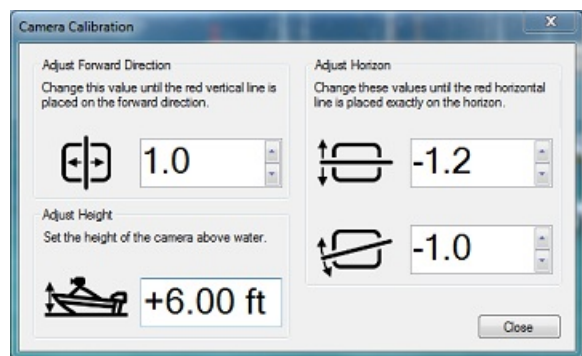 Camera Calibration
X
Adjust Forward Direction
Change this value until the red vertical line is
placed on the forward direction.
1.0
Adjust Height
Set the height of the camera above water.
+6.00 ft
Adjust Horizon
Change these values until the red horizontal
line is placed exactly on the horizon.
-1.2
-1.0
Close